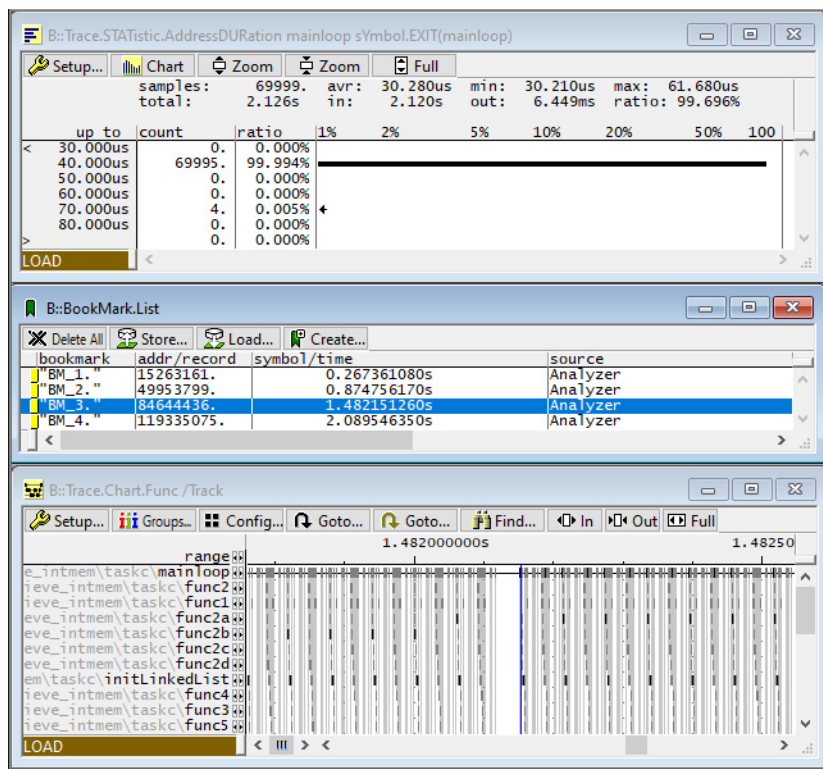 B::Trace.STATistic.AddressDURation mainloop sYmbol.EXIT(mainloop)
Setup... Chart Zoom Zoom Full
samples: 69999. avr: 30.280us min: 30.210us max: 61.680us
total: 2.126s in: 2.120s out: 6.449ms ratio: 99.696%
up to count ratio 1% 2% 5% 10% 20% 50% 100
< 30.000us 0. 0.000%
40.000us 69995. 99.994%
50.000us 0. 0.000%
60.000us 0. 0.000%
70.000us 4. 0.005%
80.000us 0. 0.000%
> 0. 0.000%
LOAD
B::BookMark.List
Delete All Store... Load... Create...
bookmark addr/record symbol/time source
"BM_1." 15263161. 0.267361080s Analyzer
"BM_2." 49953799. 0.874756170s Analyzer
"BM_3." 84644436. 1.482151260s Analyzer
"BM_4." 119335075. 2.089546350s Analyzer
B::Trace.Chart.Func /Track
Setup... Groups... Config... Goto... Goto... Find... In Out Full
1.482000000s 1.48250
range
e_intmem\taskc\mainloop
ieve_intmem\taskc\func2
ieve_intmem\taskc\func1
eve_intmem\taskc\func2a
eve_intmem\taskc\func2b
eve_intmem\taskc\func2c
eve_intmem\taskc\func2d
em\taskc\initLinkedList
ieve_intmem\taskc\func4
ieve_intmem\taskc\func3
ieve_intmem\taskc\func5
LOAD